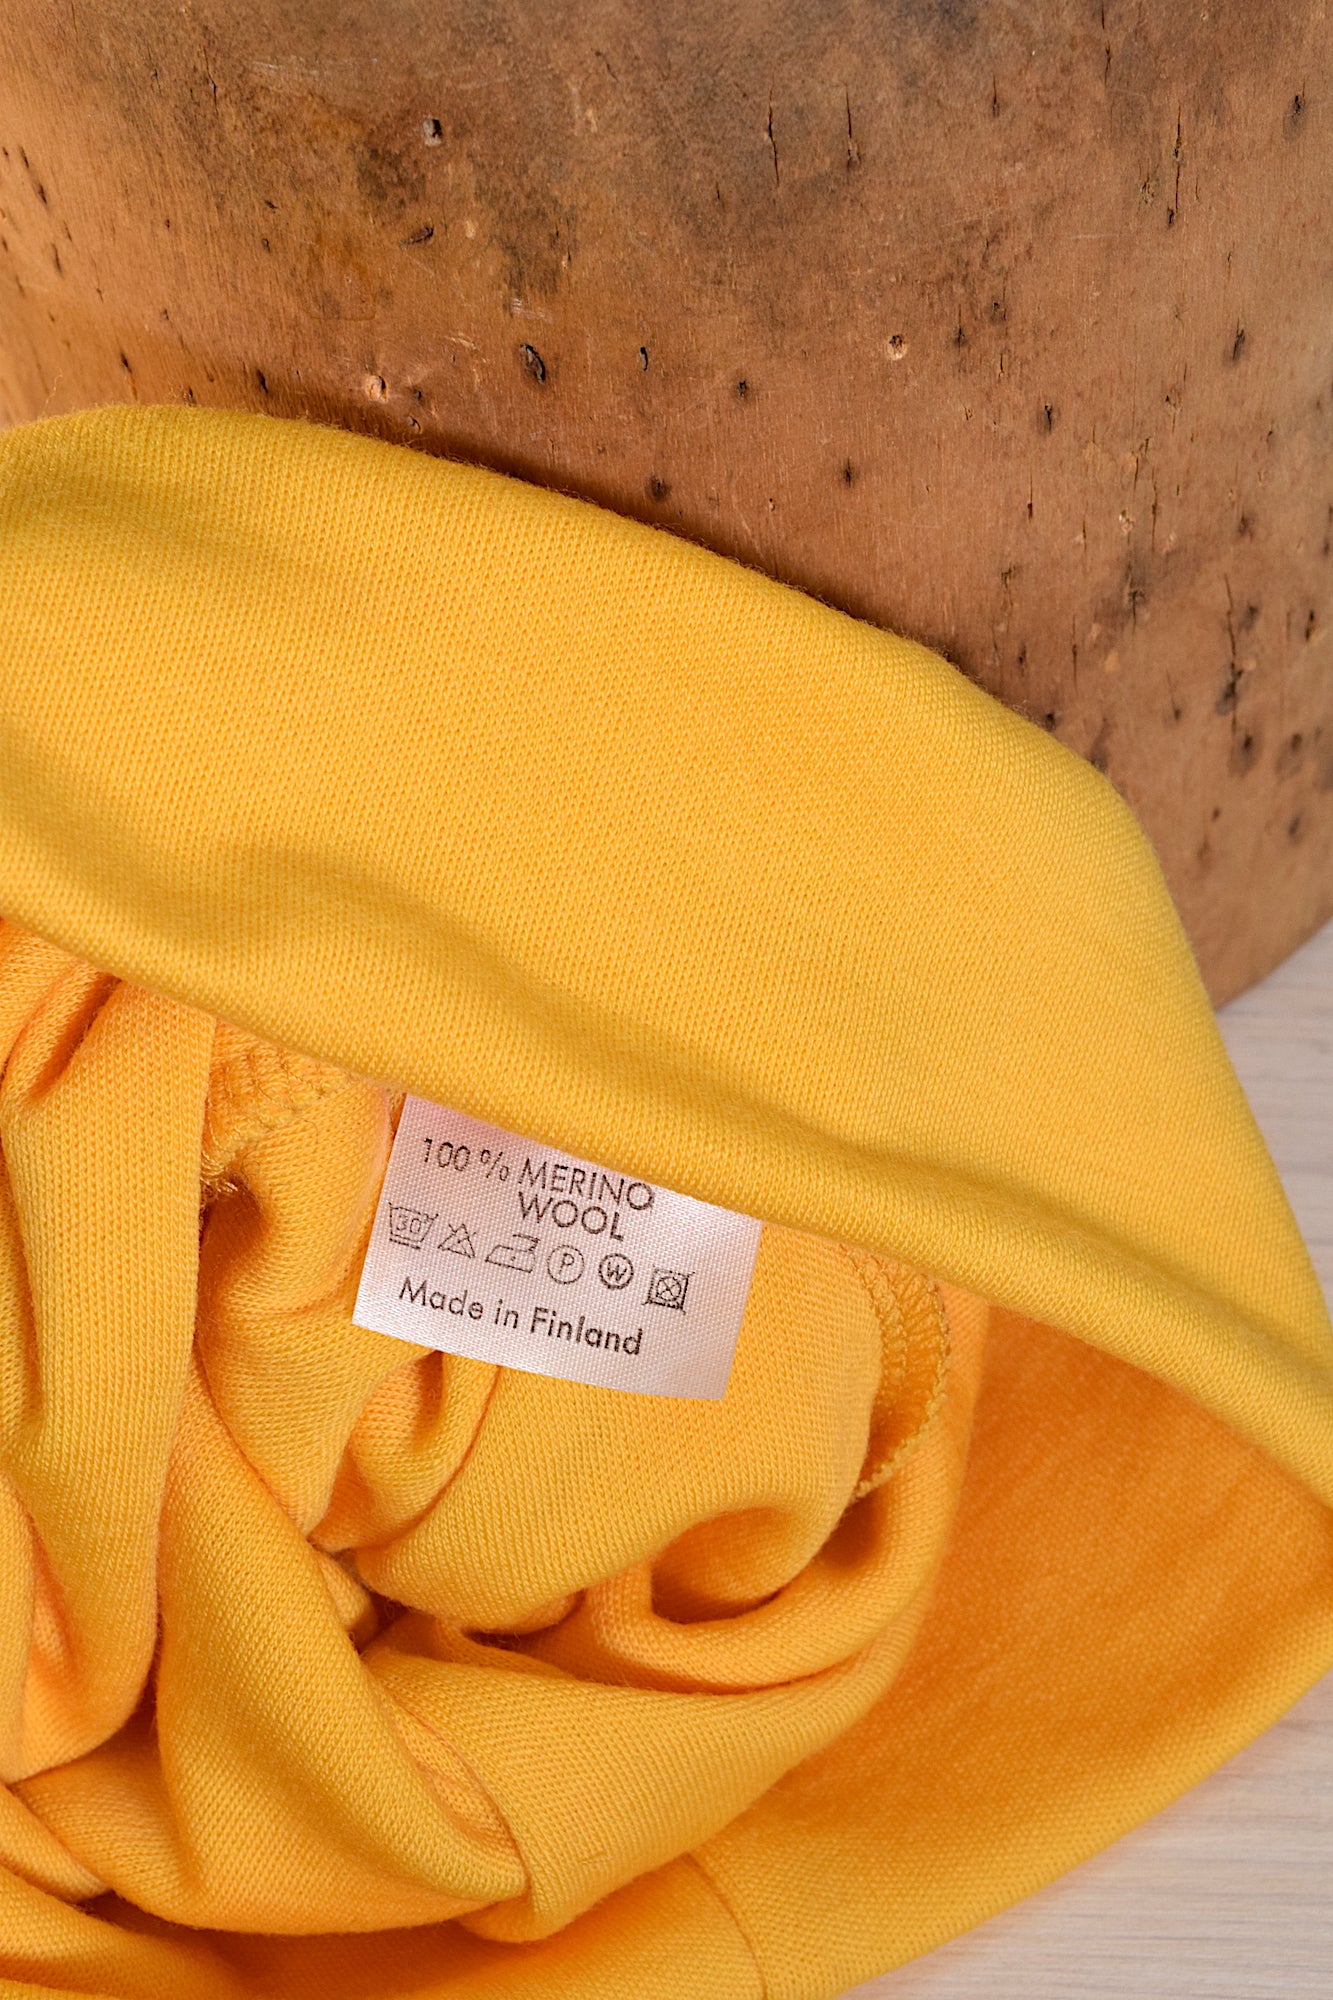 100 % MERINO
WOOL
30 P W
Made in Finland